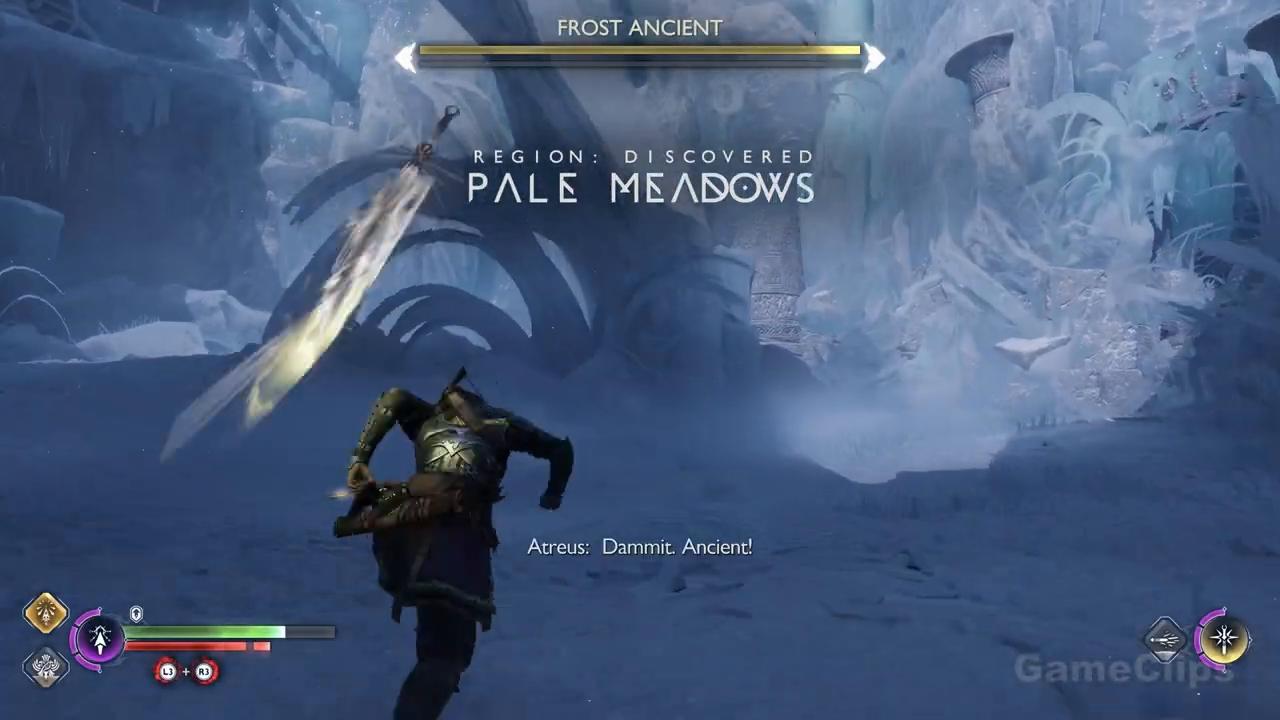 FROST ANCIENT
REGION: DISCOVERED
PALE MEADOWS
Atreus: Dammit. Ancient!
L3 + R3
GameClips